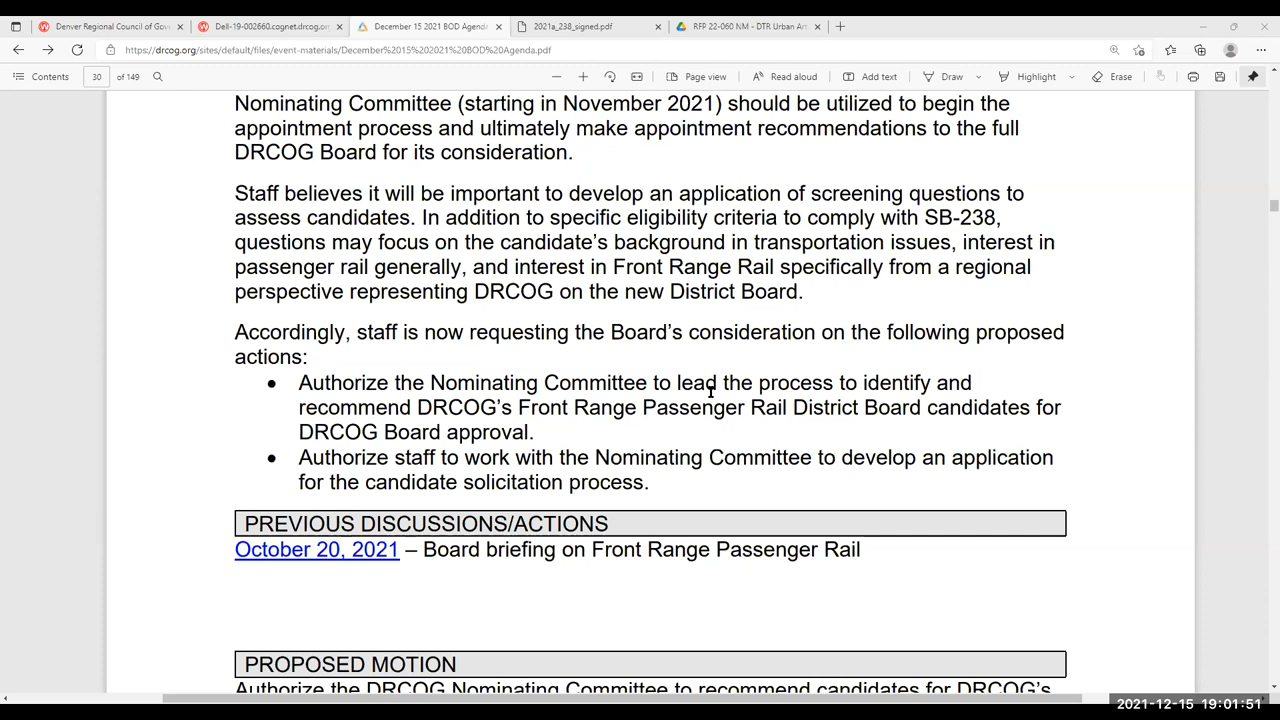 Denver Regional Council of Gov
Dell-19-002660.cognet.drcog.org
December 15 2021 BOD Agenda
2021a_238_signed.pdf
RFP 22-060 NM - DTR Urban Ar
https://drcog.org/sites/default/files/event-materials/December%2015%202021%20BOD%20Agenda.pdf
Contents
30 of 149
Page view
Read aloud
Add text
Draw
Highlight
Erase
Nominating Committee (starting in November 2021) should be utilized to begin the
appointment process and ultimately make appointment recommendations to the full
DRCOG Board for its consideration.
Staff believes it will be important to develop an application of screening questions to
assess candidates. In addition to specific eligibility criteria to comply with SB-238,
questions may focus on the candidate's background in transportation issues, interest in
passenger rail generally, and interest in Front Range Rail specifically from a regional
perspective representing DRCOG on the new District Board.
Accordingly, staff is now requesting the Board's consideration on the following proposed
actions:
• Authorize the Nominating Committee to lead the process to identify and
recommend DRCOG's Front Range Passenger Rail District Board candidates for
DRCOG Board approval.
• Authorize staff to work with the Nominating Committee to develop an application
for the candidate solicitation process.
PREVIOUS DISCUSSIONS/ACTIONS
October 20, 2021 – Board briefing on Front Range Passenger Rail
PROPOSED MOTION
Authorize the DRCOG Nominating Committee to recommend candidates for DRCOG's
2021-12-15 19:01:51